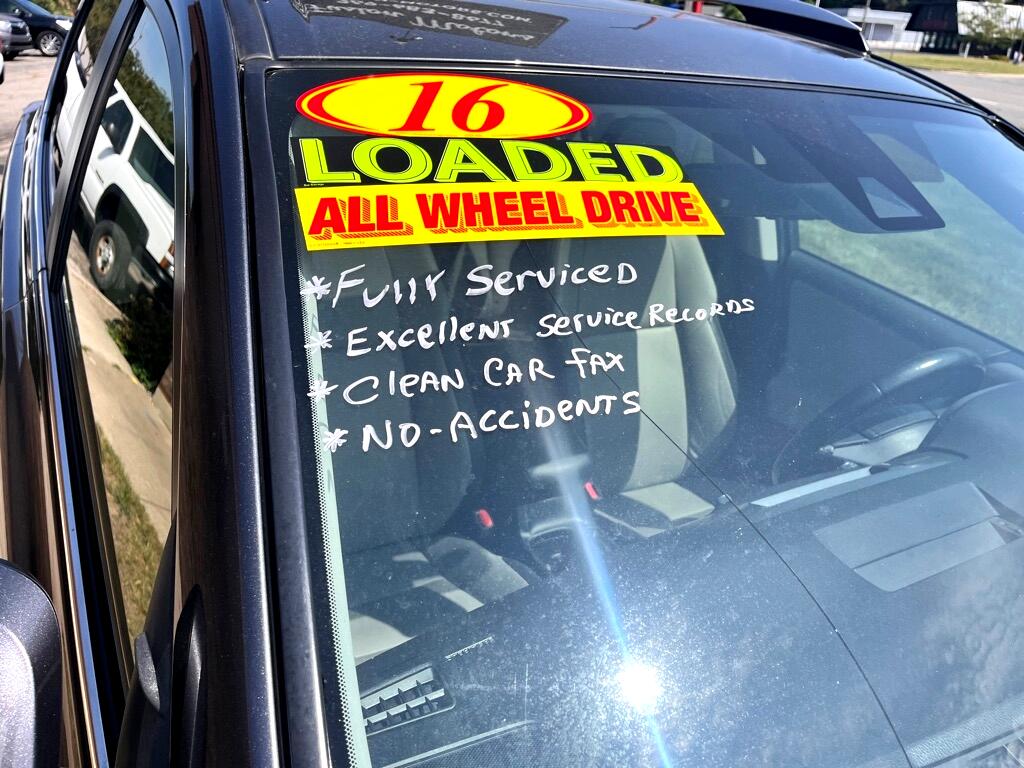 16
LOADED
ALL WHEEL DRIVE
*FULLY SERVICED
* Excellent Service Records
* Clean CAR FAX
* NO-ACCIDENTS